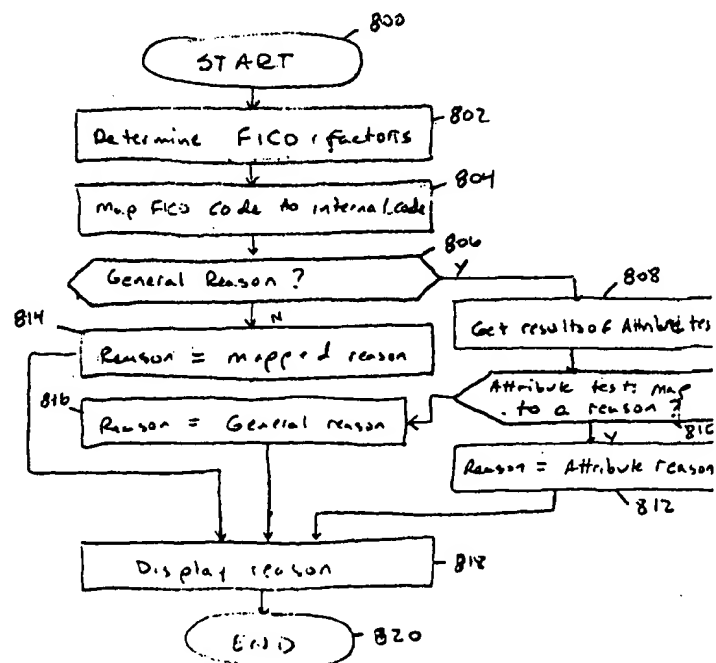 800
START
802
Determine FICO factors
804
Map FICO code to internal code
806
General Reason?
Y
808
Get results of Attribute tes
N
814
Reason = mapped reason
Attribute tests map
to a reason?
810
816
Reason = General reason
Y
Reason = Attribute reason
812
Display reason
818
END
820